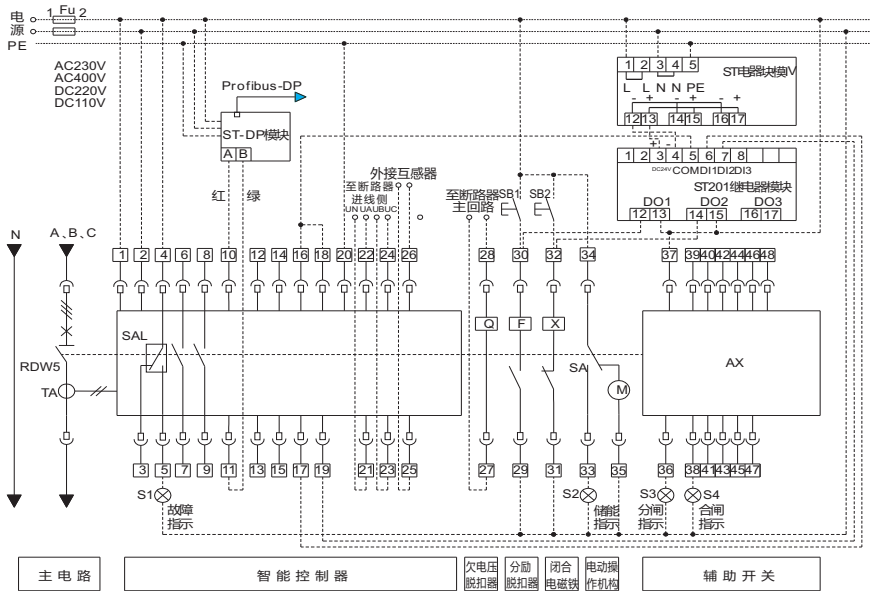 电 1 Fu 2
源
PE
AC230V
AC400V
DC220V
DC110V
Profibus-DP
ST-DP模块
A B
红 绿
1 2 3 4 5
ST电器块模IV
L L N N PE
- + - + - +
12 13 14 15 16 17
+ -
1 2 3 4 5 6 7 8
DC24V COMDI1DI2DI3
ST201继电器模块
DO1 DO2 DO3
12 13 14 15 16 17
外接互感器
至断路器
进线侧
UN UA UB UC
至断路器
主回路
SB1 SB2
N A、B、C
1 2 4 6 8 10 12 14 16 18 20 22 24 26 28 30 32 34 37 39 40 42 44 46 48
SAL
Q F X
RDW5
SA
M
AX
TA
3 5 7 9 11 13 15 17 19 21 23 25 27 29 31 33 35 36 38 41 43 45 47
S1 故障
指示
S2 储能
指示
S3 分闸
指示
S4 合闸
指示
主电路
智能控制器
欠电压
脱扣器
分励
脱扣器
闭合
电磁铁
电动操
作机构
辅助开关